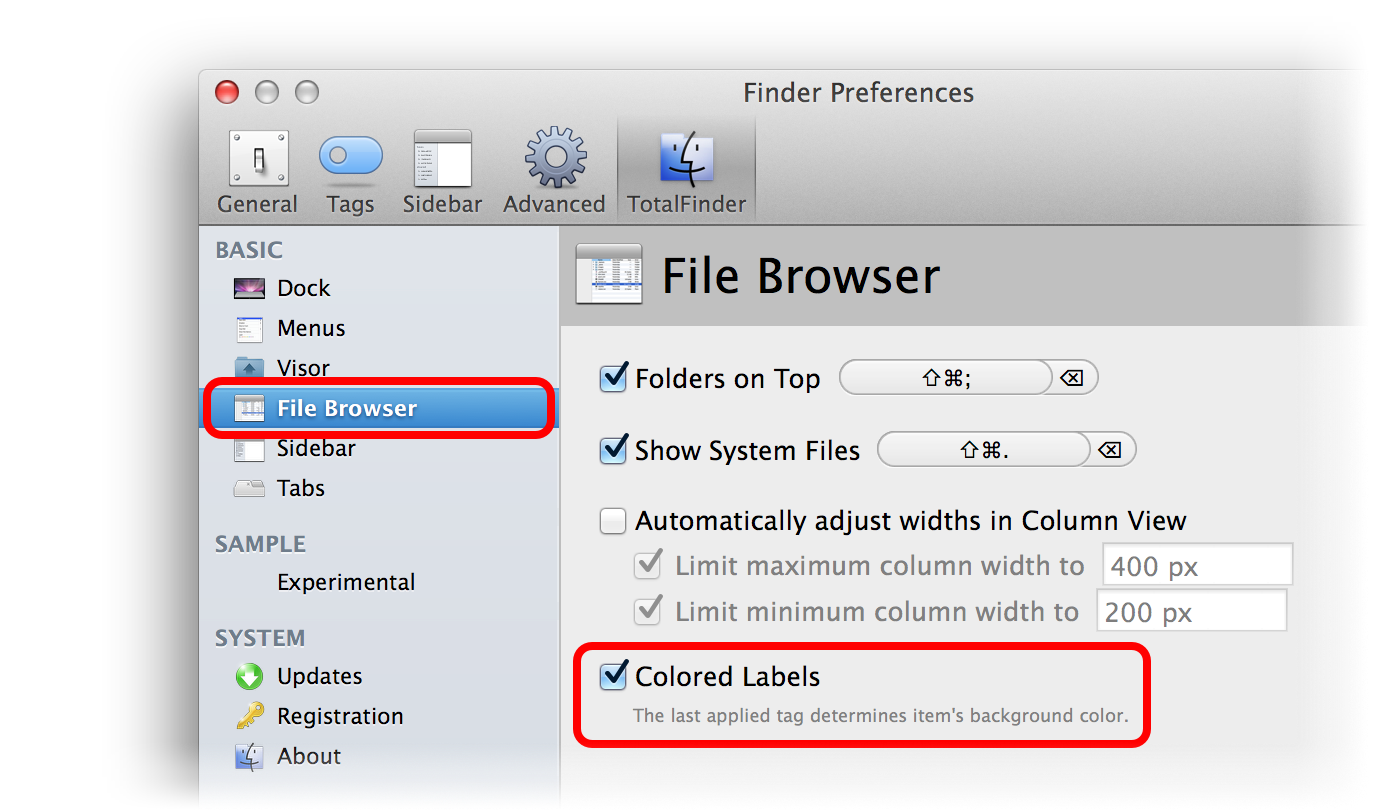 Finder Preferences
General Tags Sidebar Advanced TotalFinder
BASIC
Dock
Menus
Visor
File Browser
Sidebar
Tabs
SAMPLE
Experimental
SYSTEM
Updates
Registration
About
File Browser
Folders on Top ⇧⌘; ⌫
Show System Files ⇧⌘. ⌫
Automatically adjust widths in Column View
Limit maximum column width to 400 px
Limit minimum column width to 200 px
Colored Labels
The last applied tag determines item's background color.